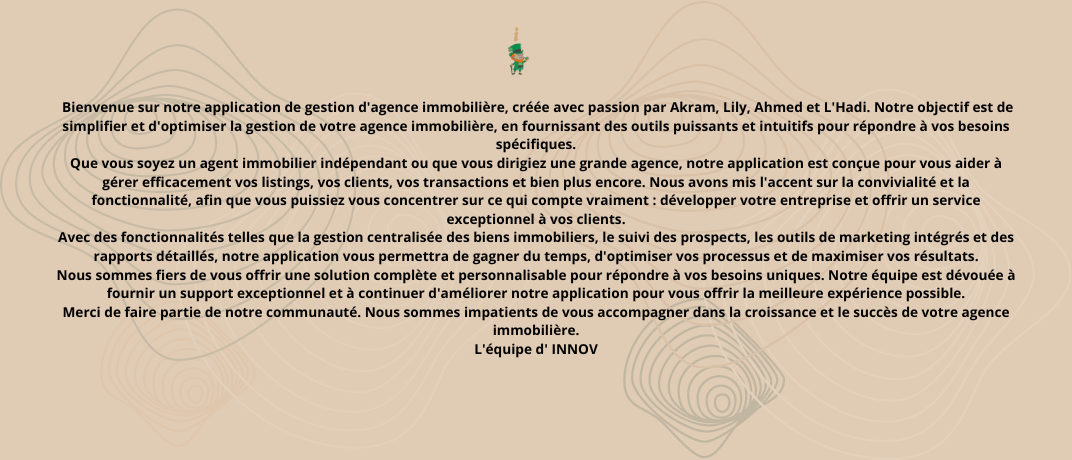 Bienvenue sur notre application de gestion d'agence immobilière, créée avec passion par Akram, Lily, Ahmed et L'Hadi. Notre objectif est de
simplifier et d'optimiser la gestion de votre agence immobilière, en fournissant des outils puissants et intuitifs pour répondre à vos besoins
spécifiques.
Que vous soyez un agent immobilier indépendant ou que vous dirigiez une grande agence, notre application est conçue pour vous aider à
gérer efficacement vos listings, vos clients, vos transactions et bien plus encore. Nous avons mis l'accent sur la convivialité et la
fonctionnalité, afin que vous puissiez vous concentrer sur ce qui compte vraiment : développer votre entreprise et offrir un service
exceptionnel à vos clients.
Avec des fonctionnalités telles que la gestion centralisée des biens immobiliers, le suivi des prospects, les outils de marketing intégrés et des
rapports détaillés, notre application vous permettra de gagner du temps, d'optimiser vos processus et de maximiser vos résultats.
Nous sommes fiers de vous offrir une solution complète et personnalisable pour répondre à vos besoins uniques. Notre équipe est dévouée à
fournir un support exceptionnel et à continuer d'améliorer notre application pour vous offrir la meilleure expérience possible.
Merci de faire partie de notre communauté. Nous sommes impatients de vous accompagner dans la croissance et le succès de votre agence
immobilière.
L'équipe d' INNOV